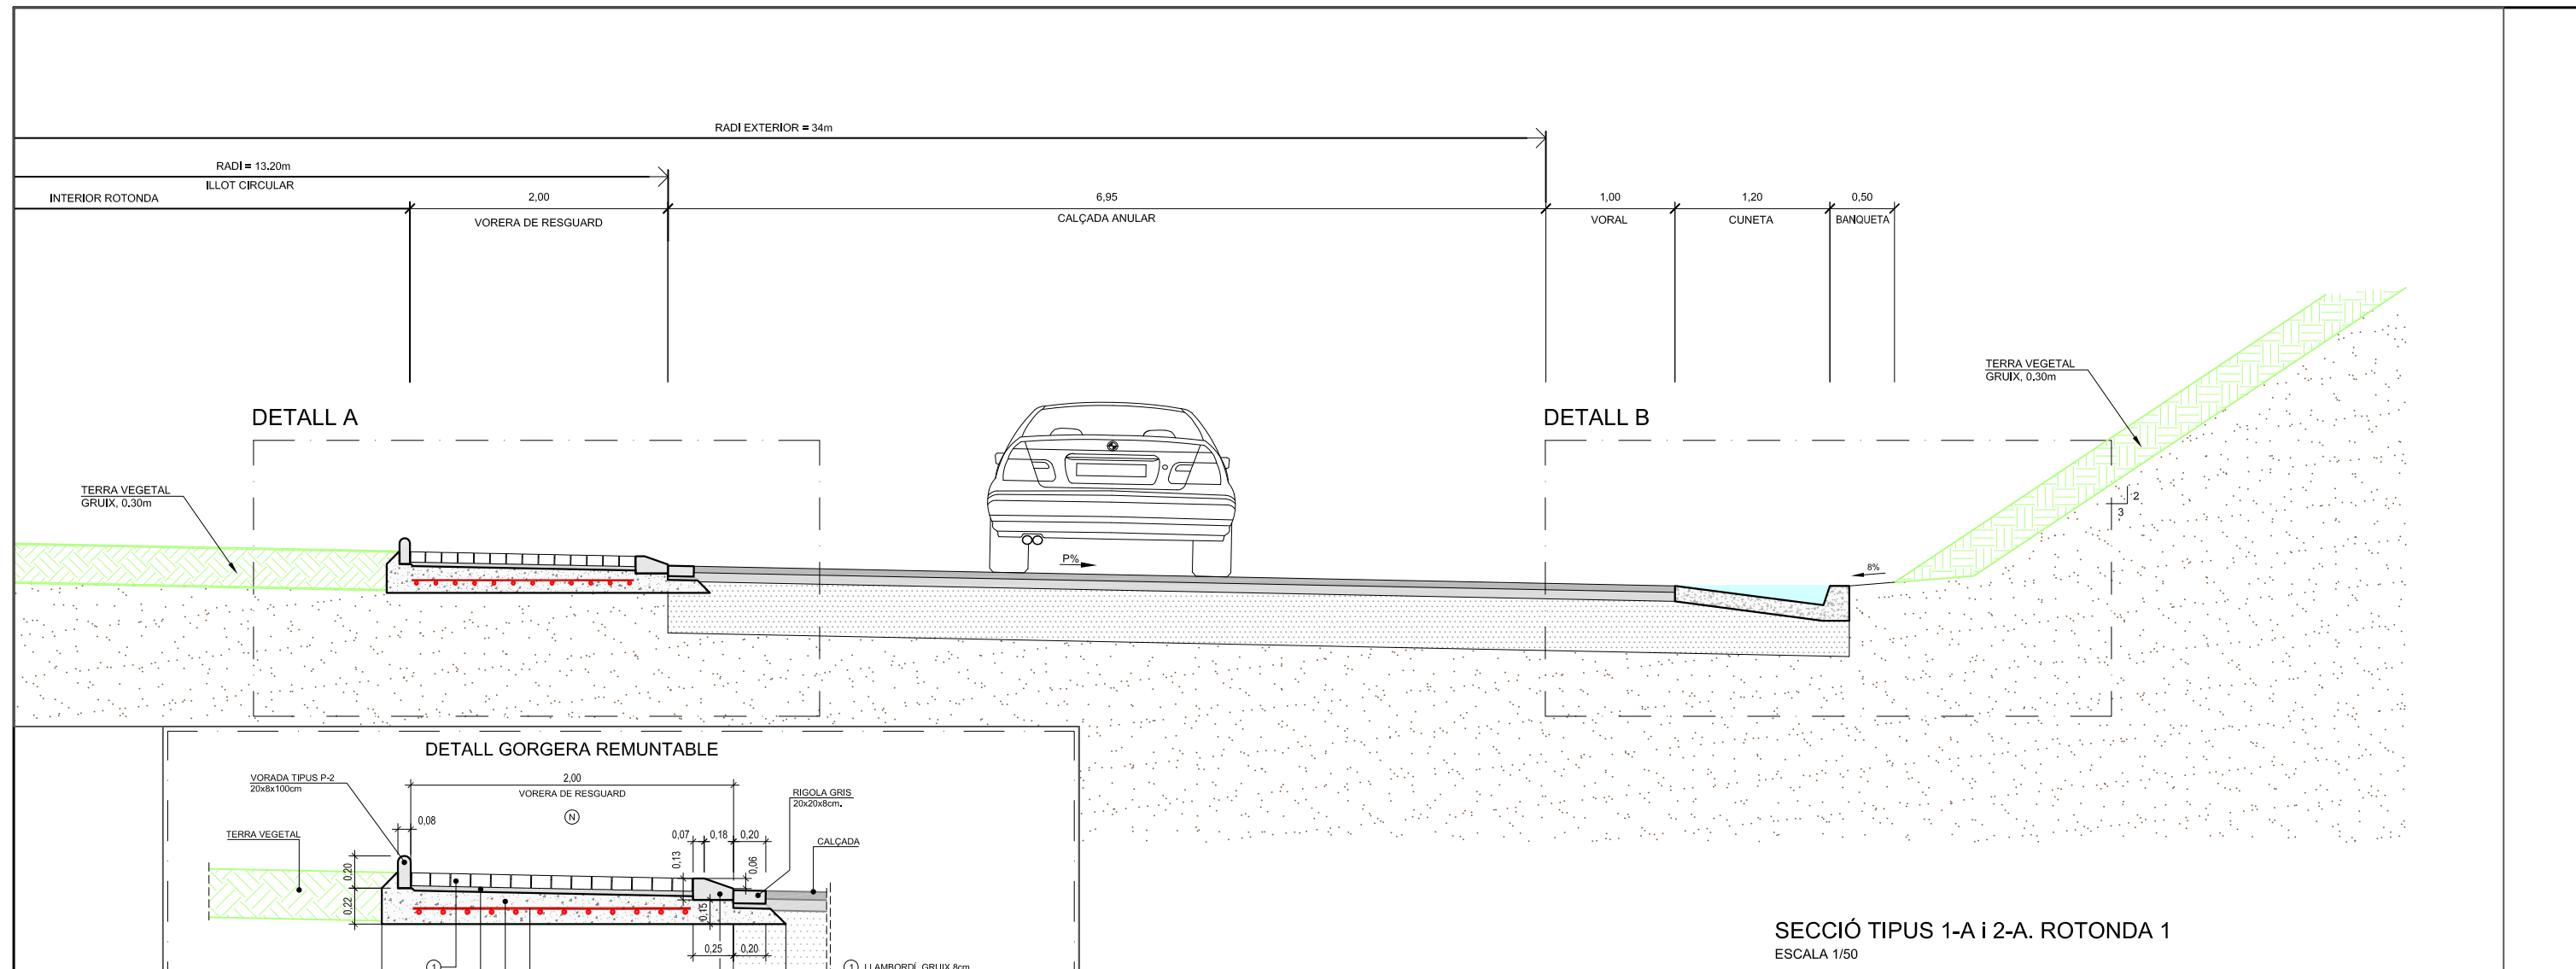 RADI EXTERIOR = 34m
RADI = 13.20m
ILLOT CIRCULAR
INTERIOR ROTONDA
2,00
VORERA DE RESGUARD
6,95
CALÇADA ANULAR
1,00
VORAL
1,20
CUNETA
0,50
BANQUETA
TERRA VEGETAL
GRUIX, 0.30m
DETALL A
DETALL B
TERRA VEGETAL
GRUIX, 0.30m
2
3
P%
8%
DETALL GORGERA REMUNTABLE
VORADA TIPUS P-2
20x8x100cm
2,00
VORERA DE RESGUARD
N
RIGOLA GRIS
20x20x8cm.
0,08
TERRA VEGETAL
0,07
0,18
0,20
CALÇADA
0,20
0,13
0,06
0,22
0,15
0,25
0,20
1
1 LLAMBORDÍ, GRUIX 8cm
SECCIÓ TIPUS 1-A i 2-A. ROTONDA 1
ESCALA 1/50